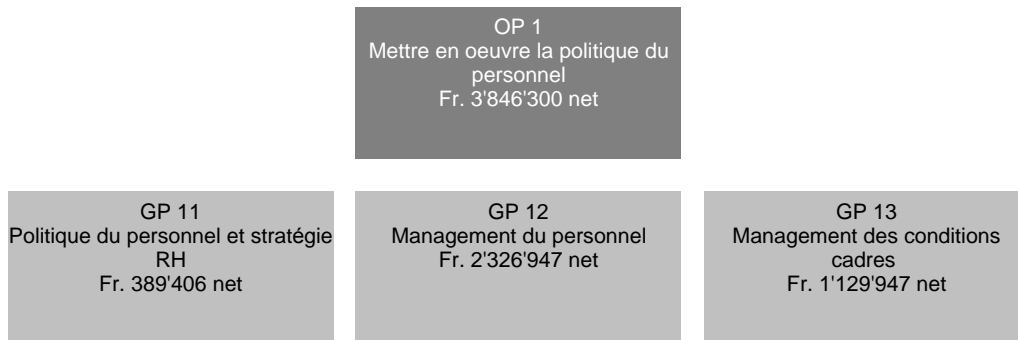 OP 1
Mettre en oeuvre la politique du
personnel
Fr. 3'846'300 net
GP 11
Politique du personnel et stratégie
RH
Fr. 389'406 net
GP 12
Management du personnel
Fr. 2'326'947 net
GP 13
Management des conditions
cadres
Fr. 1'129'947 net